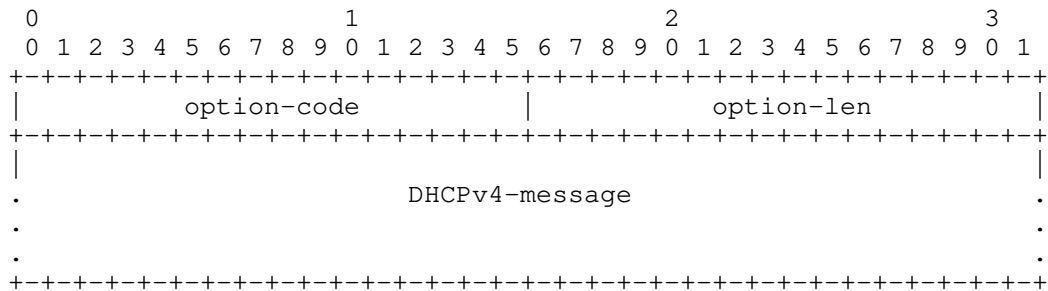 0                   1                   2                   3
 0 1 2 3 4 5 6 7 8 9 0 1 2 3 4 5 6 7 8 9 0 1 2 3 4 5 6 7 8 9 0 1
+-+-+-+-+-+-+-+-+-+-+-+-+-+-+-+-+-+-+-+-+-+-+-+-+-+-+-+-+-+-+-+-+
|          option-code          |           option-len          |
+-+-+-+-+-+-+-+-+-+-+-+-+-+-+-+-+-+-+-+-+-+-+-+-+-+-+-+-+-+-+-+-+
|                                                               |
.                        DHCPv4-message                         .
.                                                               .
.                                                               .
+-+-+-+-+-+-+-+-+-+-+-+-+-+-+-+-+-+-+-+-+-+-+-+-+-+-+-+-+-+-+-+-+